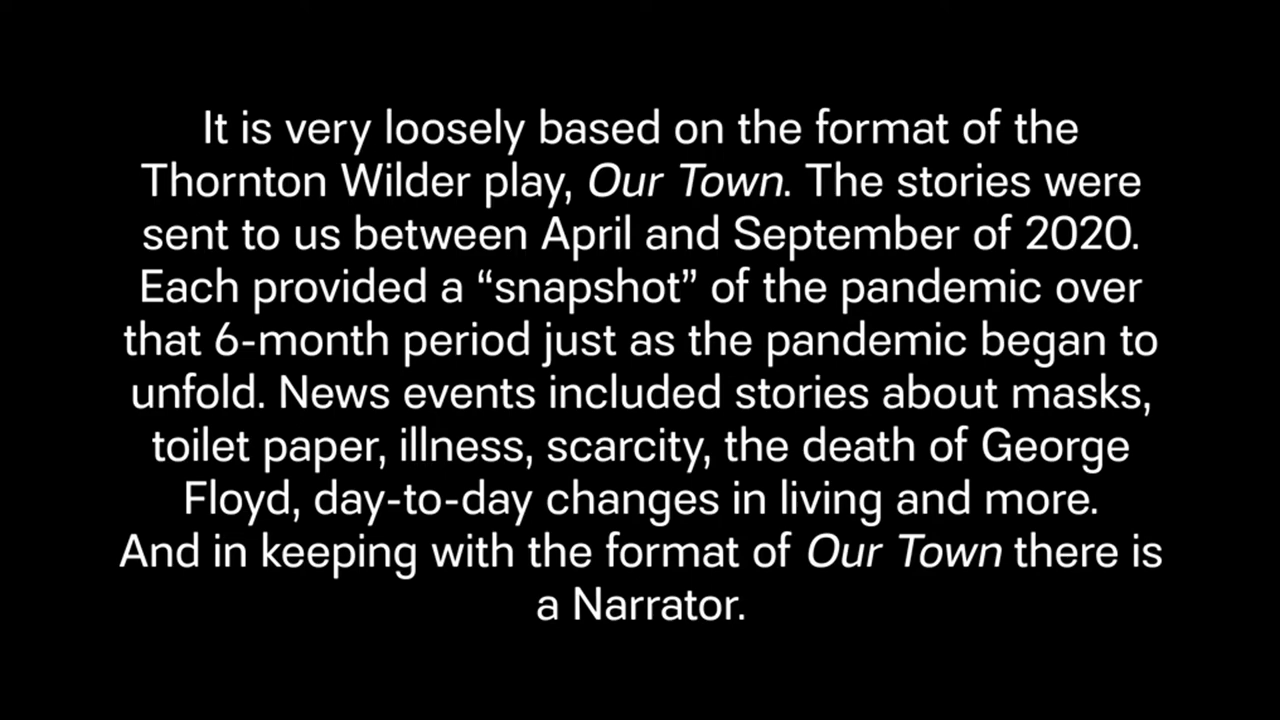 It is very loosely based on the format of the
Thornton Wilder play, Our Town. The stories were
sent to us between April and September of 2020.
Each provided a “snapshot” of the pandemic over
that 6-month period just as the pandemic began to
unfold. News events included stories about masks,
toilet paper, illness, scarcity, the death of George
Floyd, day-to-day changes in living and more.
And in keeping with the format of Our Town there is
a Narrator.